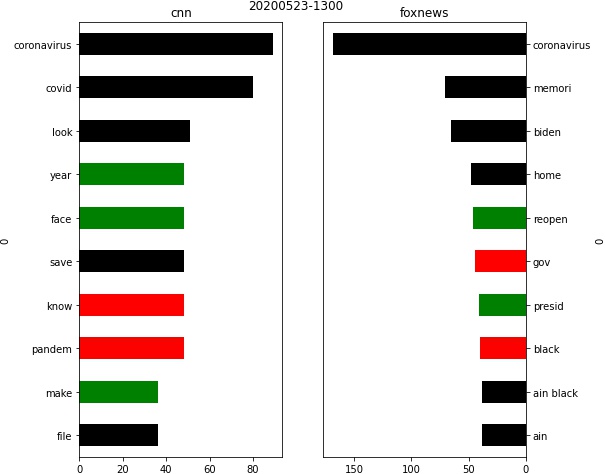 20200523-1300
cnn
foxnews
coronavirus
covid
look
year
face
save
know
pandem
make
file
0
0 20 40 60 80
coronavirus
memori
biden
home
reopen
gov
presid
black
ain black
ain
0
150 100 50 0